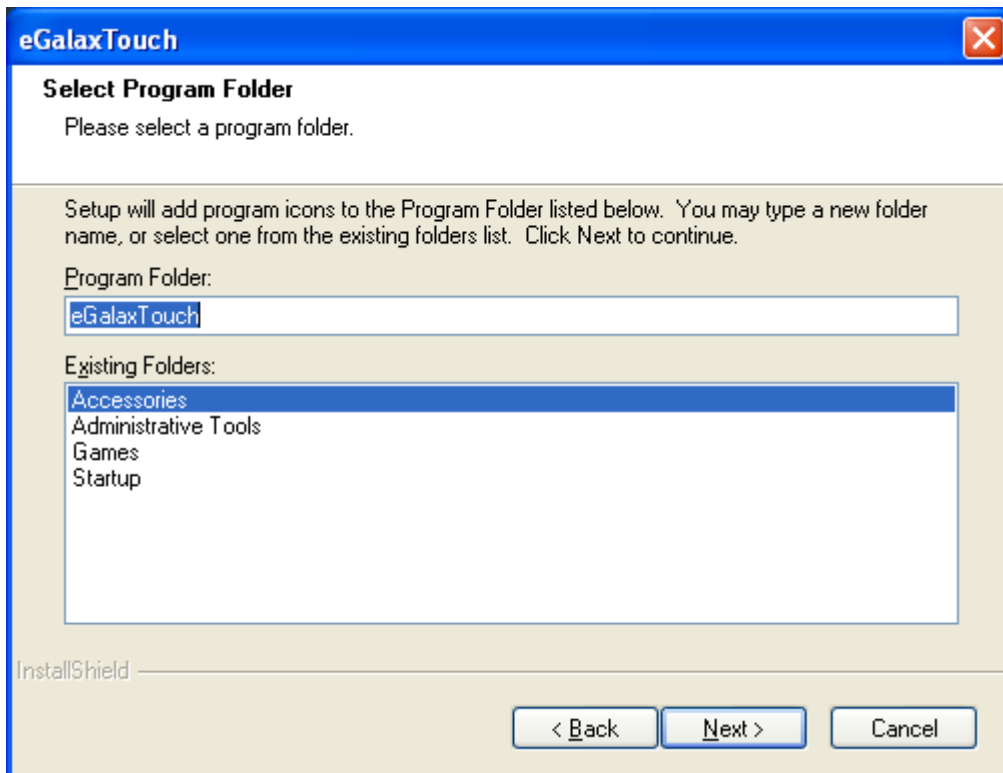 eGalaxTouch
Select Program Folder
Please select a program folder.
Setup will add program icons to the Program Folder listed below.  You may type a new folder
name, or select one from the existing folders list.  Click Next to continue.
Program Folder:
eGalaxTouch
Existing Folders:
Accessories
Administrative Tools
Games
Startup
InstallShield
< Back
Next >
Cancel